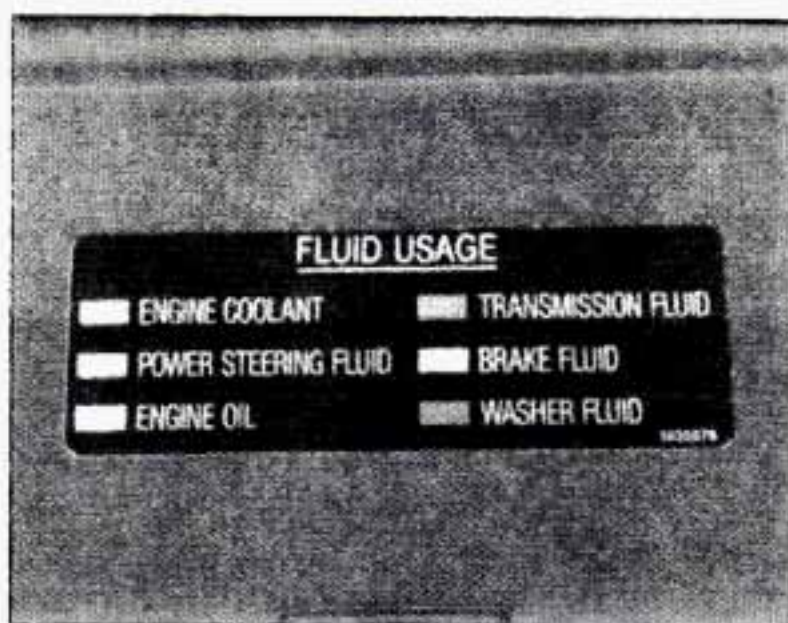 FLUID USAGE
ENGINE COOLANT
POWER STEERING FLUID
ENGINE OIL
TRANSMISSION FLUID
BRAKE FLUID
WASHER FLUID